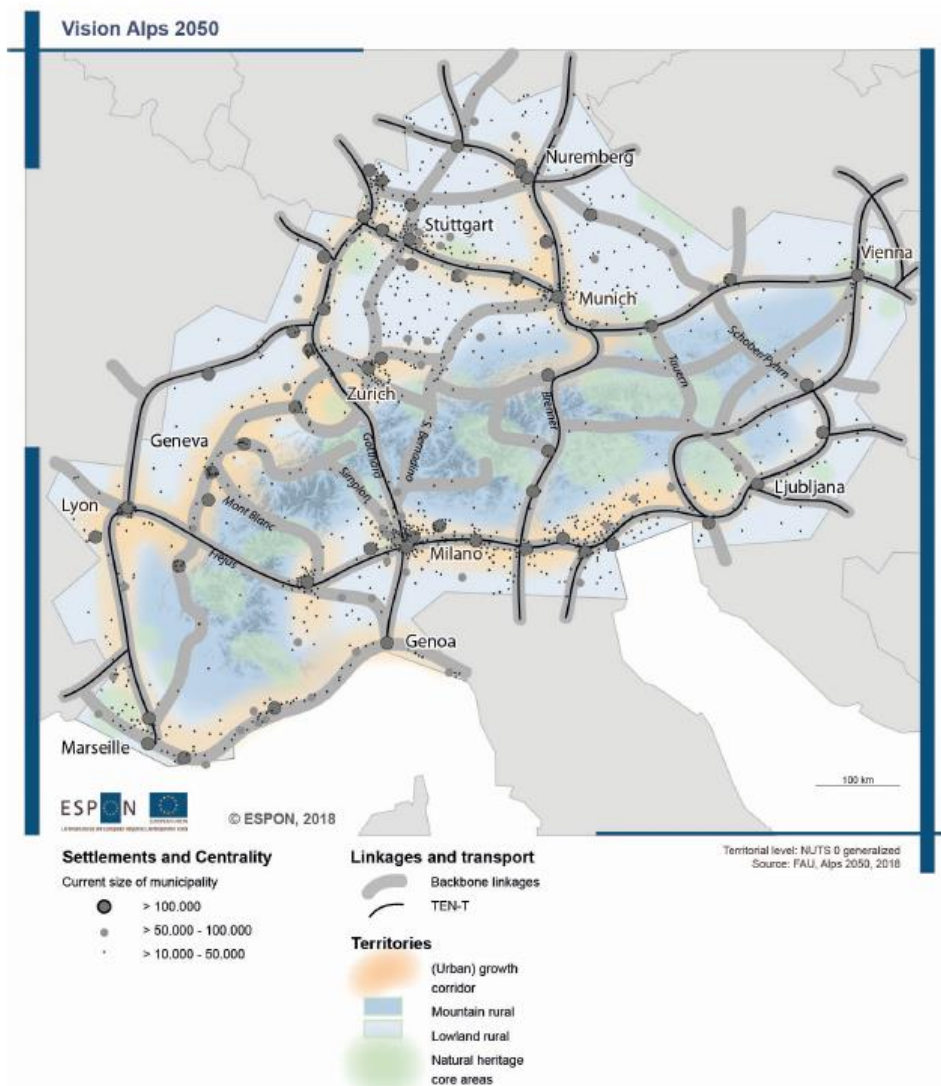 Vision Alps 2050
Nuremberg
Stuttgart
Vienna
Munich
Schober/Pyhrn
Tauern
Zürich
Brenner
S. Bernadino
Gotthard
Geneva
Simplon
Lyon
Mont Blanc
Ljubljana
Frejus
Milano
Genoa
Marseille
100 km
ESPON
EUROPEAN UNION
© ESPON, 2018
Territorial level: NUTS 0 generalized
Source: FAU, Alps 2050, 2018
Settlements and Centrality
Current size of municipality
> 100.000
> 50.000 - 100.000
> 10.000 - 50.000
Linkages and transport
Backbone linkages
TEN-T
Territories
(Urban) growth
corridor
Mountain rural
Lowland rural
Natural heritage
core areas